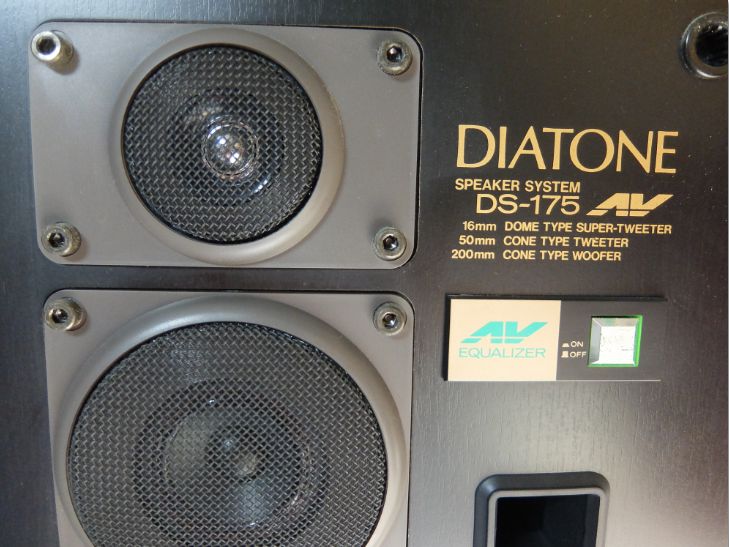 DIATONE
SPEAKER SYSTEM
DS-175 AV
16mm DOME TYPE SUPER-TWEETER
50mm CONE TYPE TWEETER
200mm CONE TYPE WOOFER
AV
EQUALIZER
ON
OFF